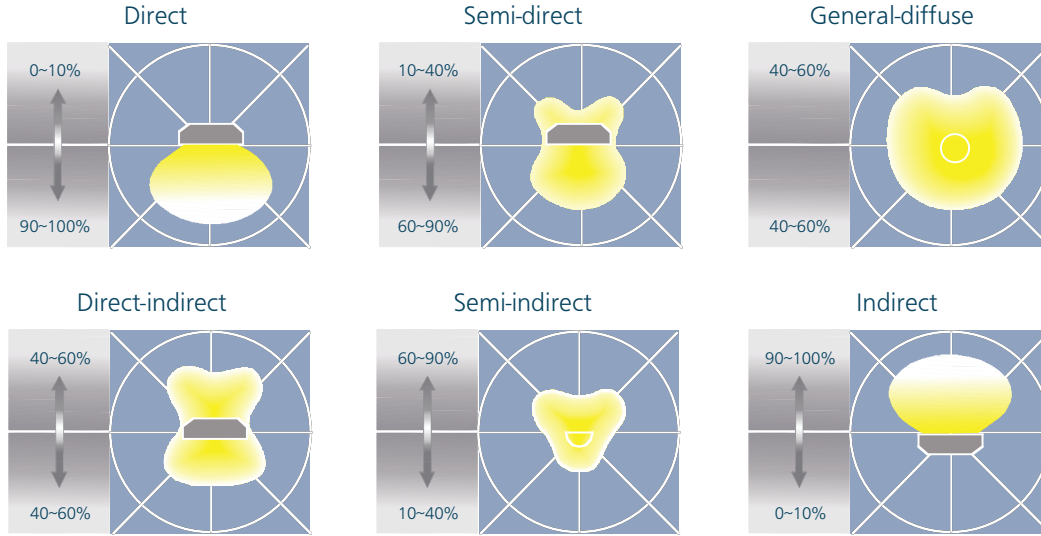 Direct
Semi-direct
General-diffuse
0~10%
10~40%
40~60%
90~100%
60~90%
40~60%
Direct-indirect
Semi-indirect
Indirect
40~60%
60~90%
90~100%
40~60%
10~40%
0~10%